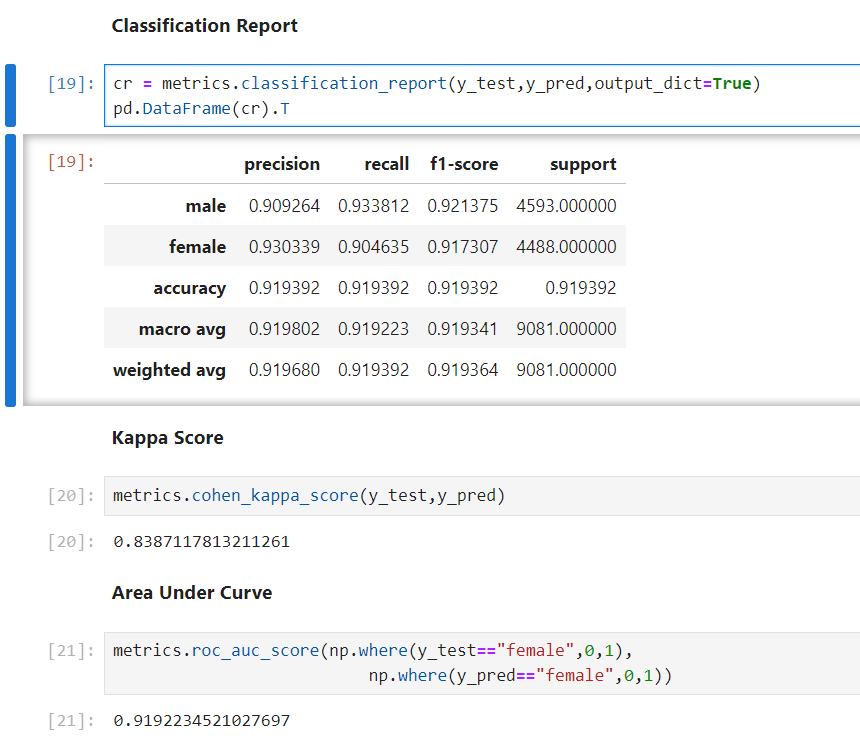 Classification Report
[19]: cr = metrics.classification_report(y_test,y_pred,output_dict=True)
pd.DataFrame(cr).T
[19]: precision recall f1-score support
male 0.909264 0.933812 0.921375 4593.000000
female 0.930339 0.904635 0.917307 4488.000000
accuracy 0.919392 0.919392 0.919392 0.919392
macro avg 0.919802 0.919223 0.919341 9081.000000
weighted avg 0.919680 0.919392 0.919364 9081.000000
Kappa Score
[20]: metrics.cohen_kappa_score(y_test,y_pred)
[20]: 0.8387117813211261
Area Under Curve
[21]: metrics.roc_auc_score(np.where(y_test=="female",0,1),
np.where(y_pred=="female",0,1))
[21]: 0.9192234521027697